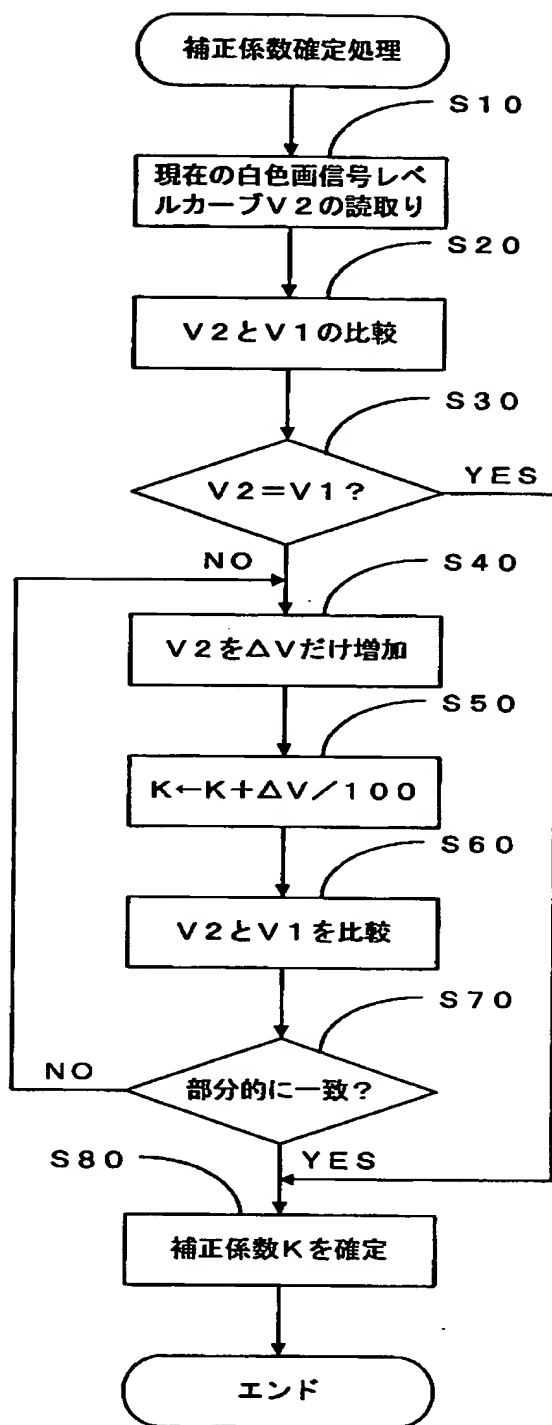 補正係数確定処理
S10
現在の白色画信号レベ
ルカーブV2の読取り
S20
V2とV1の比較
S30
V2=V1?
YES
NO
S40
V2を△Vだけ増加
S50
K←K+△V/100
S60
V2とV1を比較
S70
部分的に一致?
NO
YES
S80
補正係数Kを確定
エンド